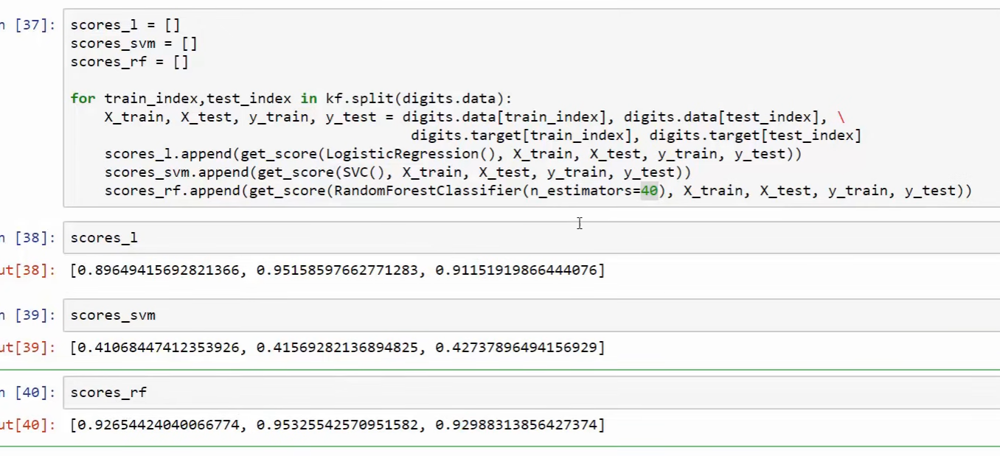 n [37]:
scores_l = []
scores_svm = []
scores_rf = []
for train_index,test_index in kf.split(digits.data):
X_train, X_test, y_train, y_test = digits.data[train_index], digits.data[test_index], \
digits.target[train_index], digits.target[test_index]
scores_l.append(get_score(LogisticRegression(), X_train, X_test, y_train, y_test))
scores_svm.append(get_score(SVC(), X_train, X_test, y_train, y_test))
scores_rf.append(get_score(RandomForestClassifier(n_estimators=40), X_train, X_test, y_train, y_test))
n [38]: scores_l
ut[38]: [0.89649415692821366, 0.95158597662771283, 0.91151919866444076]
n [39]: scores_svm
ut[39]: [0.41068447412353926, 0.41569282136894825, 0.42737896494156929]
n [40]: scores_rf
ut[40]: [0.92654424040066774, 0.95325542570951582, 0.92988313856427374]